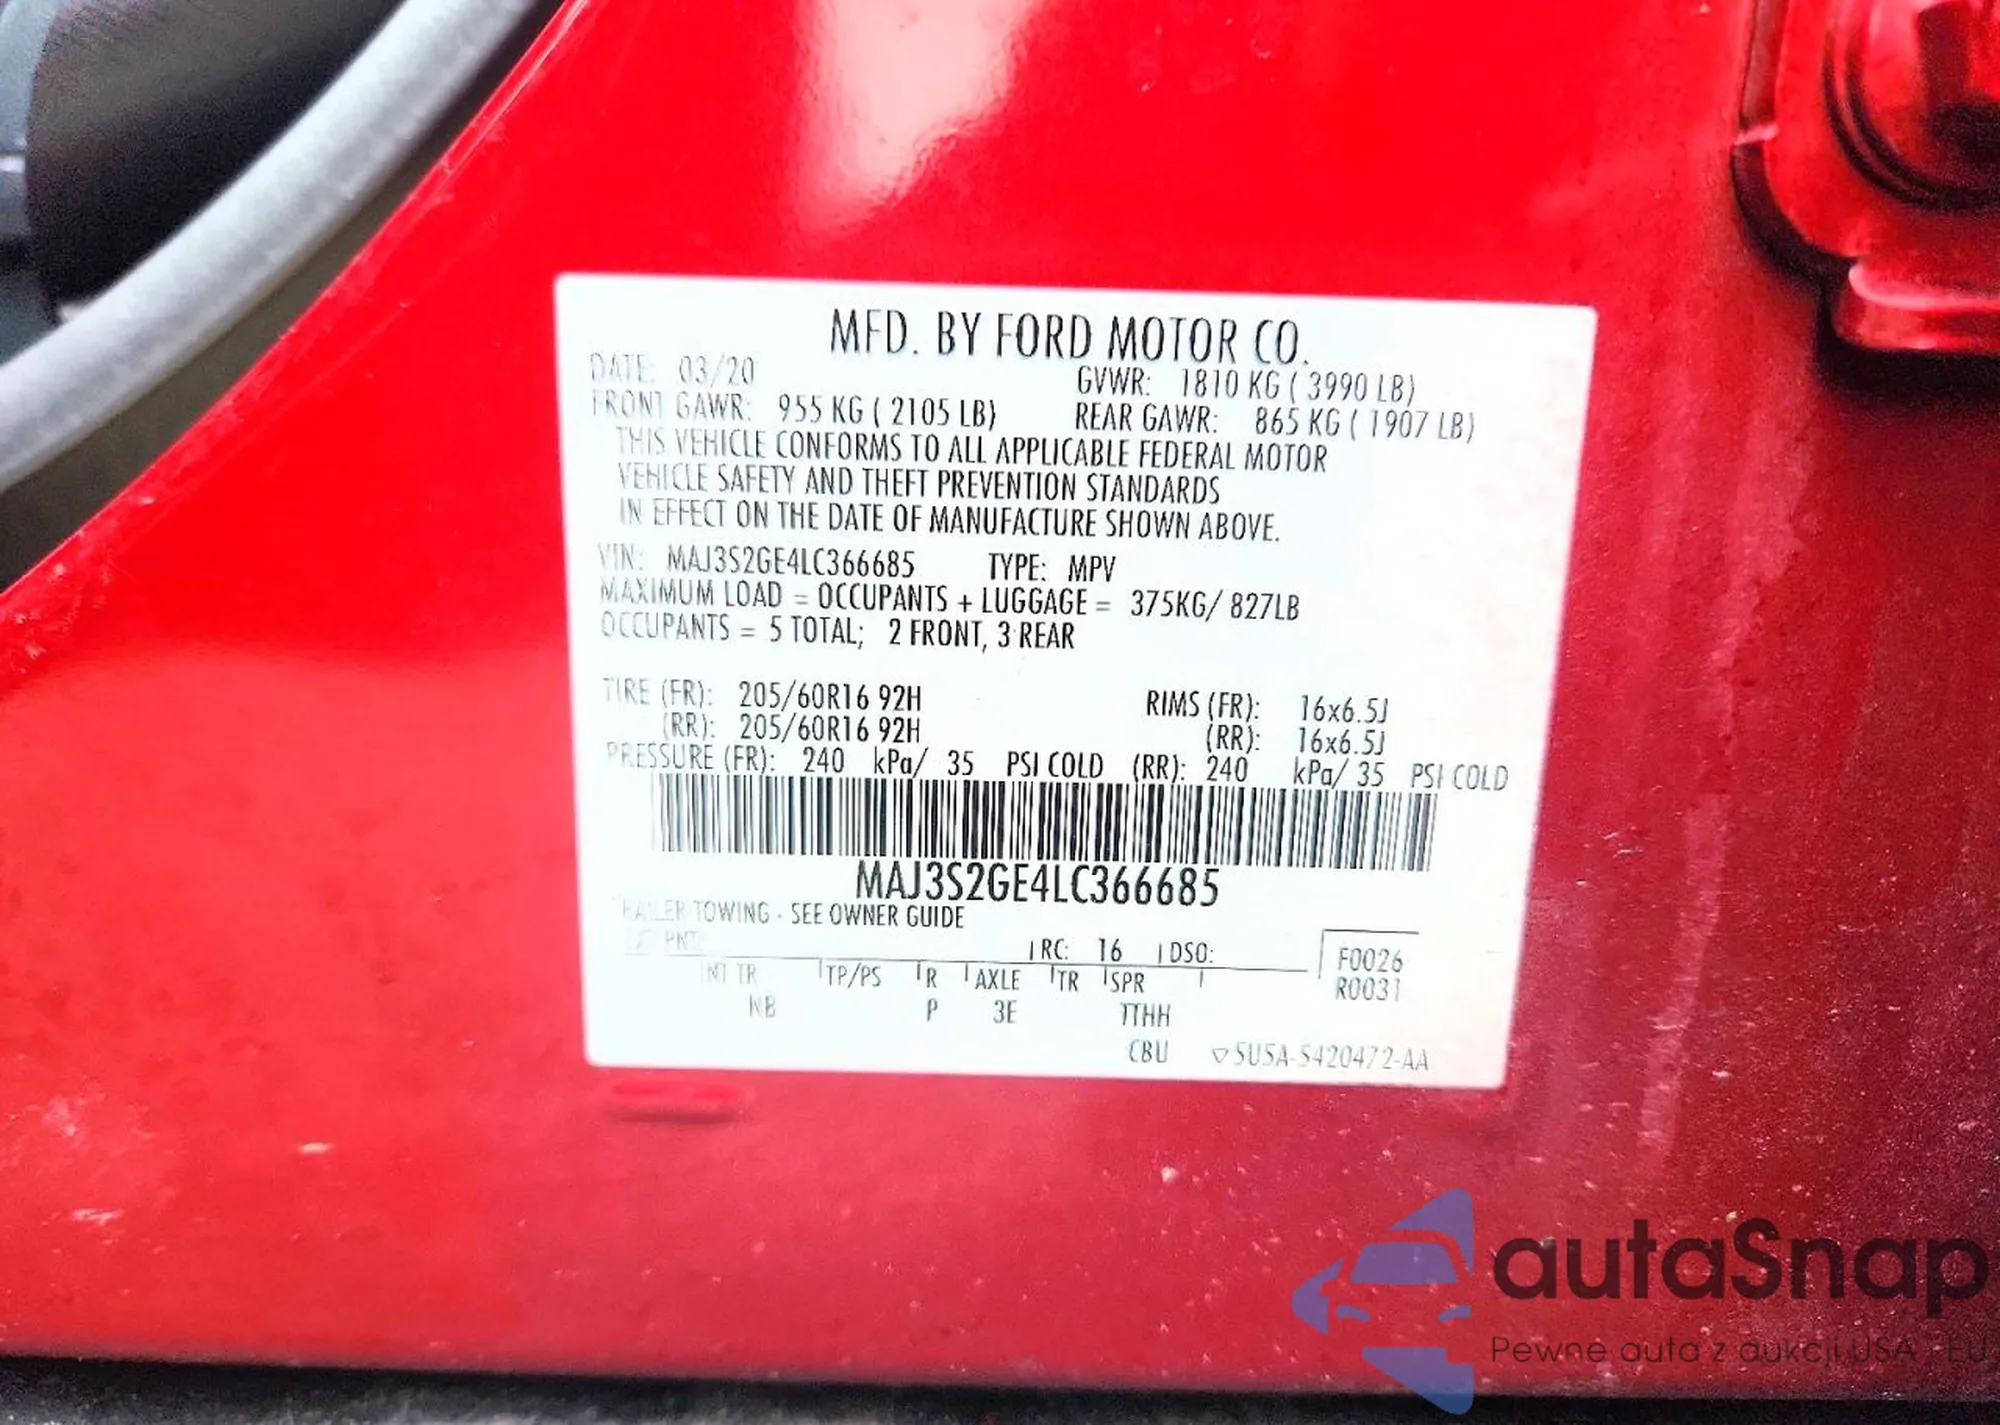 MFD. BY FORD MOTOR CO.
DATE: 03/20 GVWR: 1810 KG ( 3990 LB)
FRONT GAWR: 955 KG ( 2105 LB) REAR GAWR: 865 KG ( 1907 LB)
THIS VEHICLE CONFORMS TO ALL APPLICABLE FEDERAL MOTOR
VEHICLE SAFETY AND THEFT PREVENTION STANDARDS
IN EFFECT ON THE DATE OF MANUFACTURE SHOWN ABOVE.
VIN: MAJ3S2GE4LC366685 TYPE: MPV
MAXIMUM LOAD = OCCUPANTS + LUGGAGE = 375KG/ 827LB
OCCUPANTS = 5 TOTAL; 2 FRONT, 3 REAR
TIRE (FR): 205/60R16 92H RIMS (FR): 16x6.5J
(RR): 205/60R16 92H (RR): 16x6.5J
PRESSURE (FR): 240 kPa/ 35 PSI COLD (RR): 240 kPa/ 35 PSI COLD
MAJ3S2GE4LC366685
TRAILER TOWING - SEE OWNER GUIDE
PNT: RC: 16 DSO: F0026
INT TR TP/PS R AXLE TR SPR R0031
NB P 3E TTHH
CBU 5U5A-5420472-AA
autaSnap
Pewne auta z aukcji USA - EU